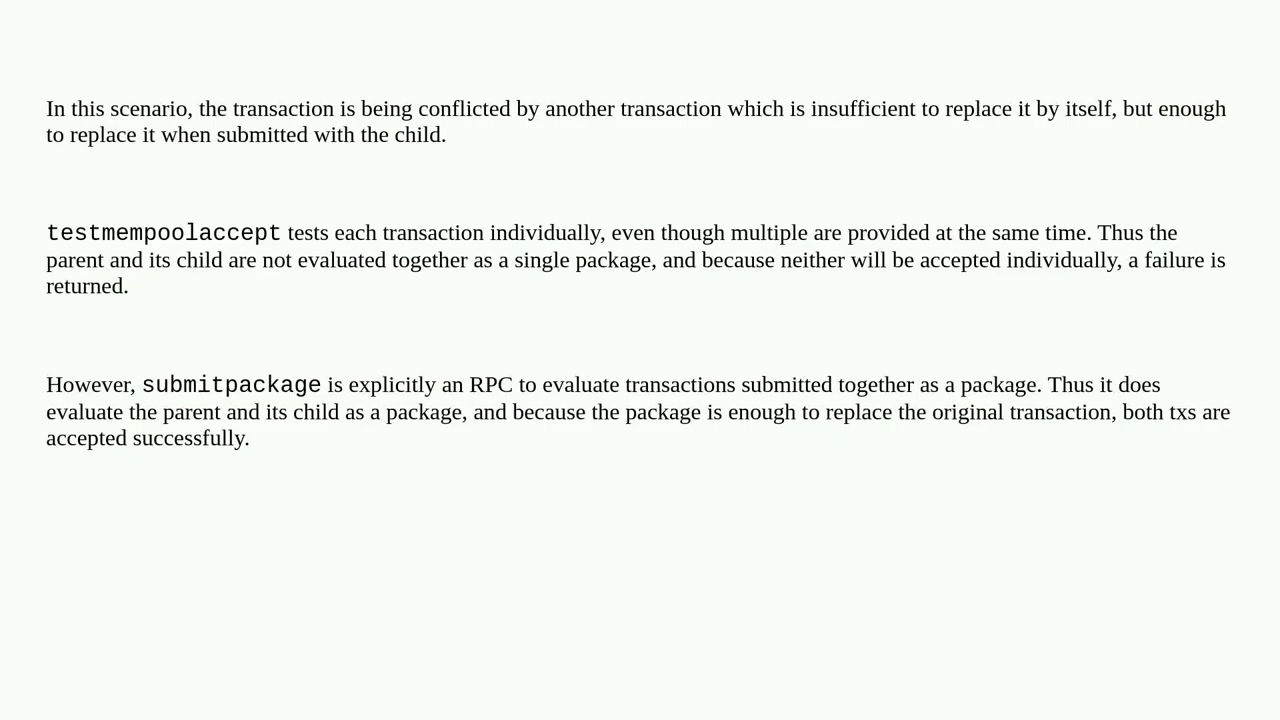 In this scenario, the transaction is being conflicted by another transaction which is insufficient to replace it by itself, but enough
to replace it when submitted with the child.
testmempoolaccept tests each transaction individually, even though multiple are provided at the same time. Thus the
parent and its child are not evaluated together as a single package, and because neither will be accepted individually, a failure is
returned.
However, submitpackage is explicitly an RPC to evaluate transactions submitted together as a package. Thus it does
evaluate the parent and its child as a package, and because the package is enough to replace the original transaction, both txs are
accepted successfully.